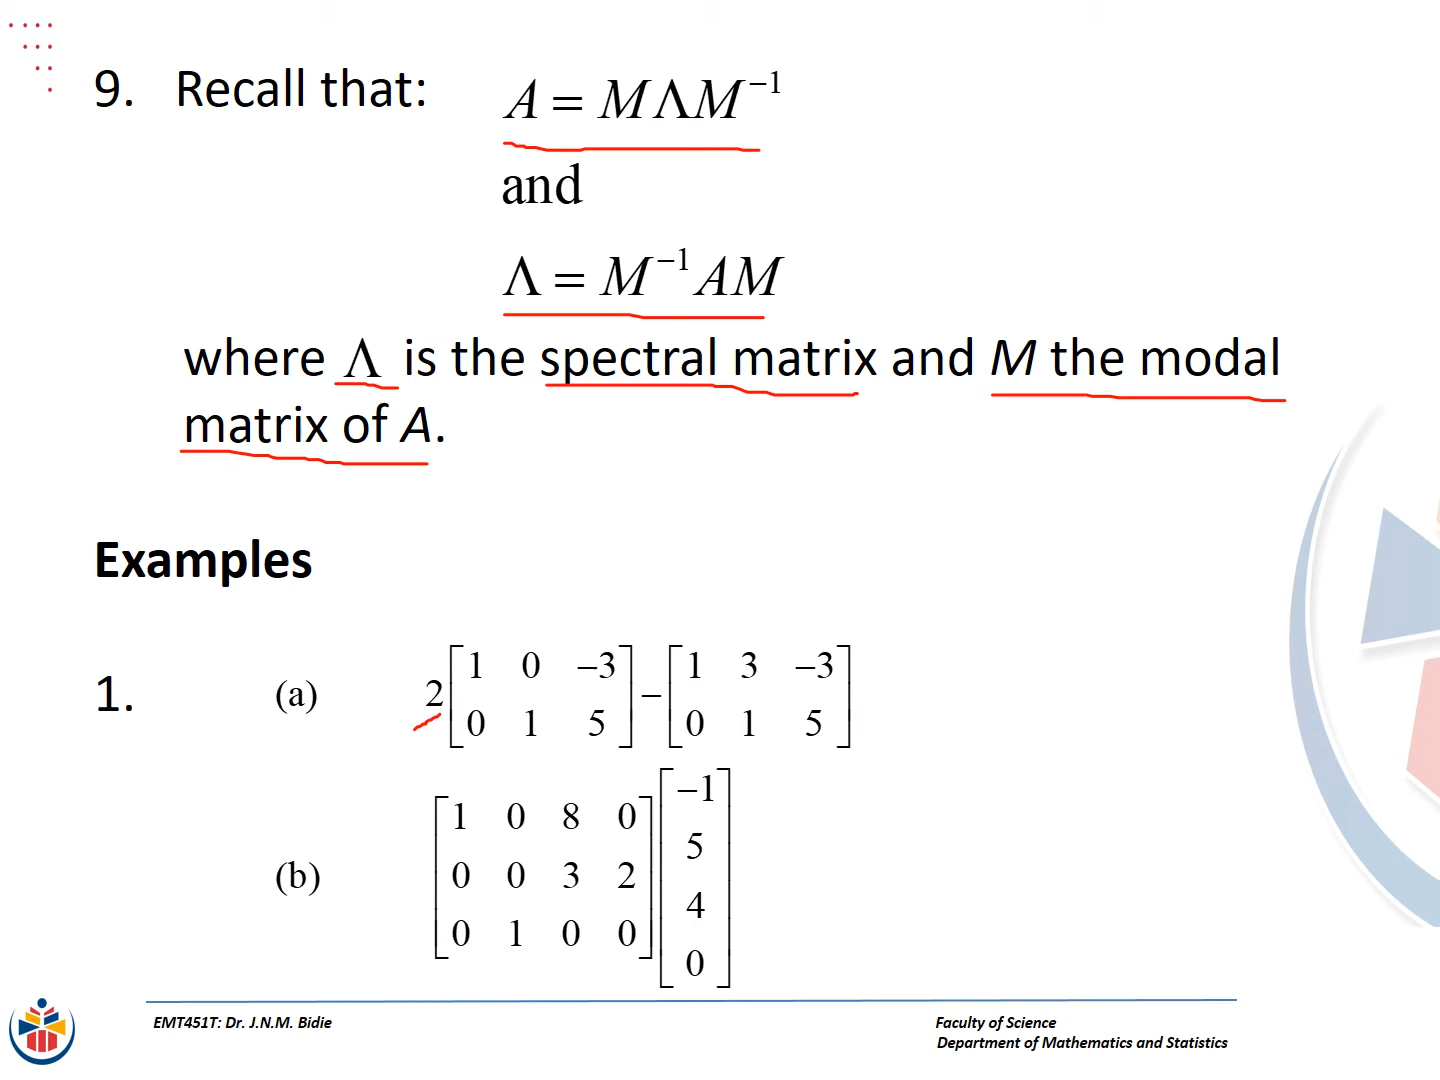 9. Recall that: A = MΛM⁻¹
and
Λ = M⁻¹AM
where Λ is the spectral matrix and M the modal
matrix of A.
Examples
1. (a) 2[1 0 −3; 0 1 5] − [1 3 −3; 0 1 5]
(b) [1 0 8 0; 0 0 3 2; 0 1 0 0][−1; 5; 4; 0]
EMT451T: Dr. J.N.M. Bidie
Faculty of Science
Department of Mathematics and Statistics